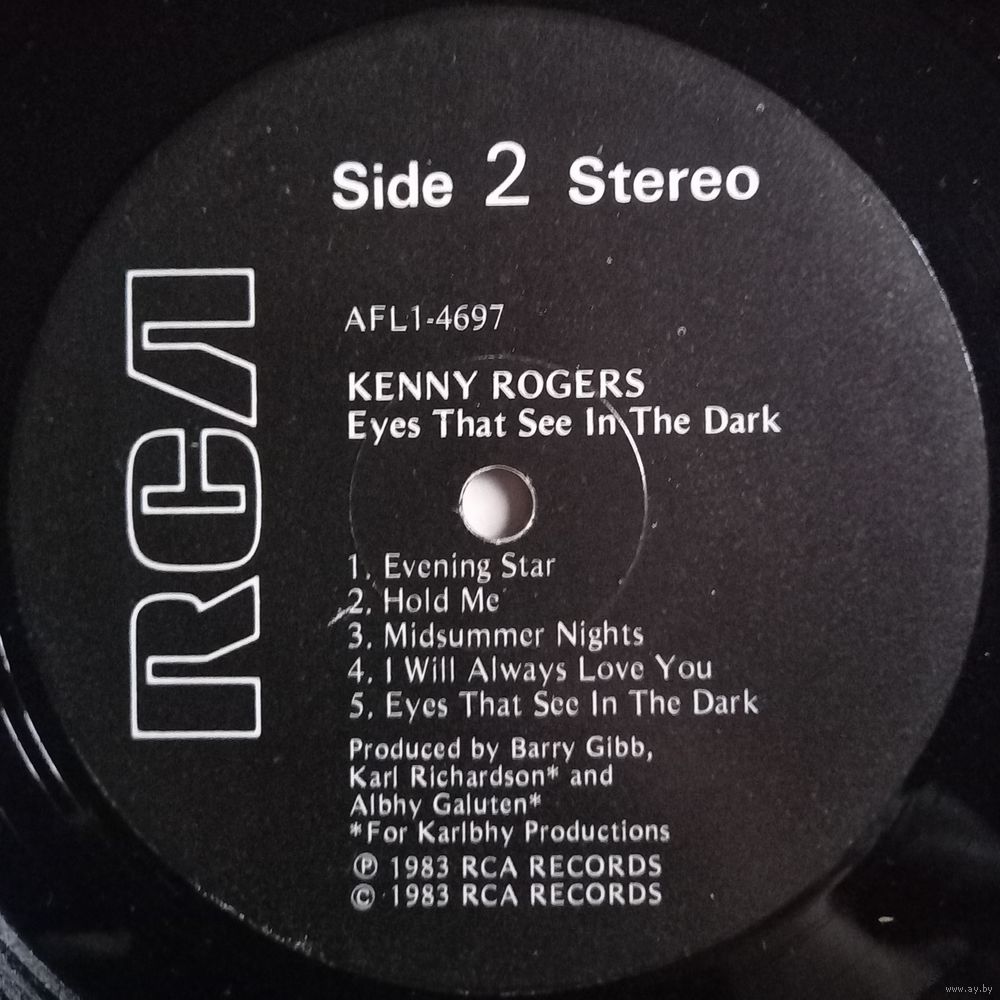 Side 2 Stereo
RCA
AFL1-4697
KENNY ROGERS
Eyes That See In The Dark
1. Evening Star
2. Hold Me
3. Midsummer Nights
4. I Will Always Love You
5. Eyes That See In The Dark
Produced by Barry Gibb,
Karl Richardson* and
Albhy Galuten*
*For Karlbhy Productions
Ⓟ 1983 RCA RECORDS
© 1983 RCA RECORDS
www.ay.by